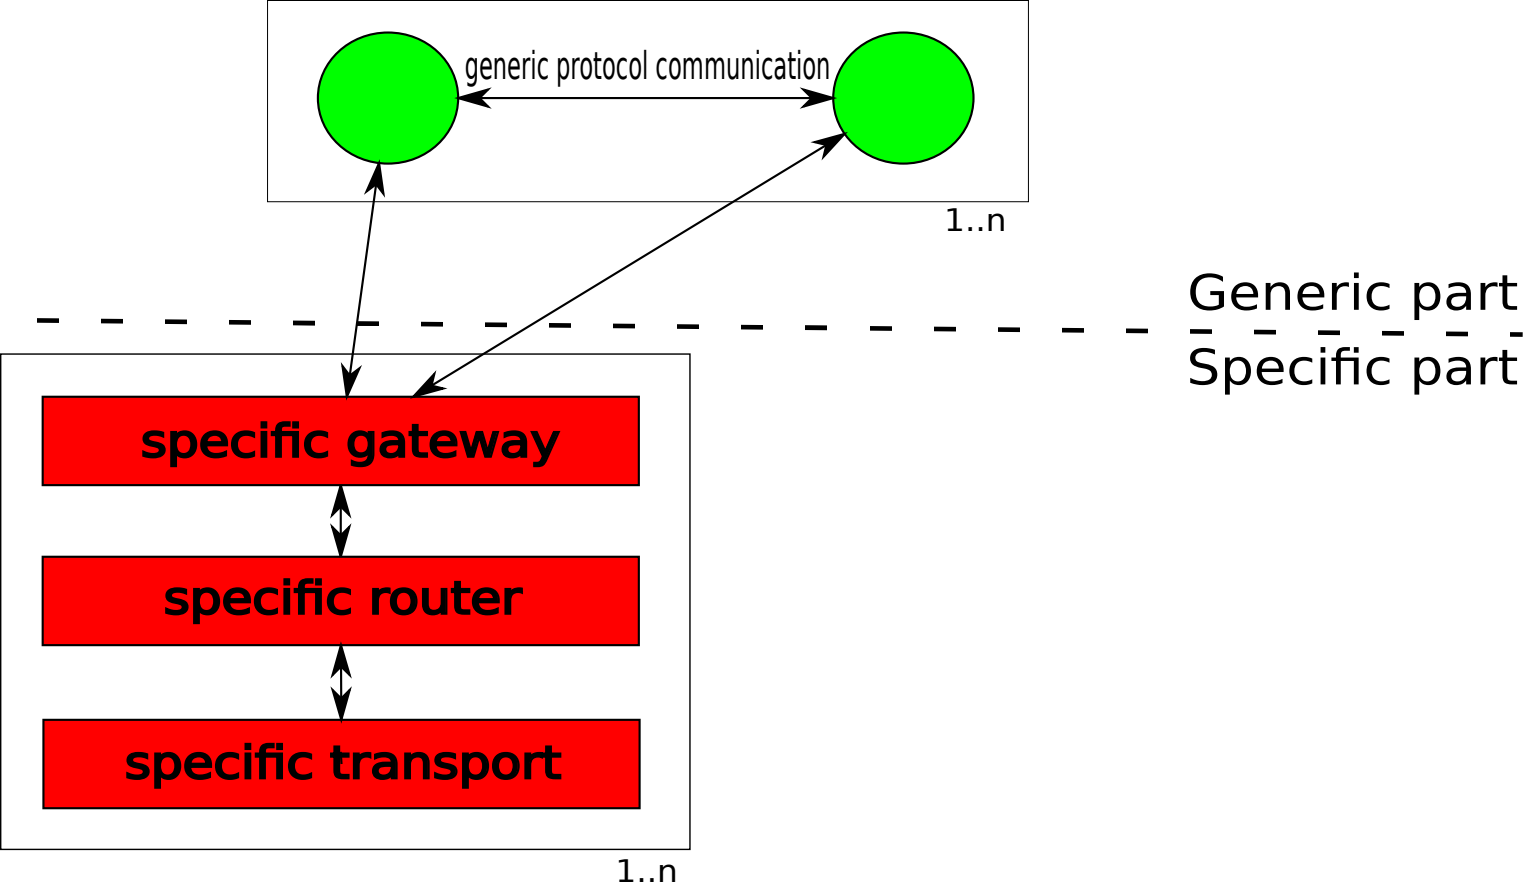 generic protocol communication
1..n
Generic part
Specific part
specific gateway
specific router
specific transport
1..n